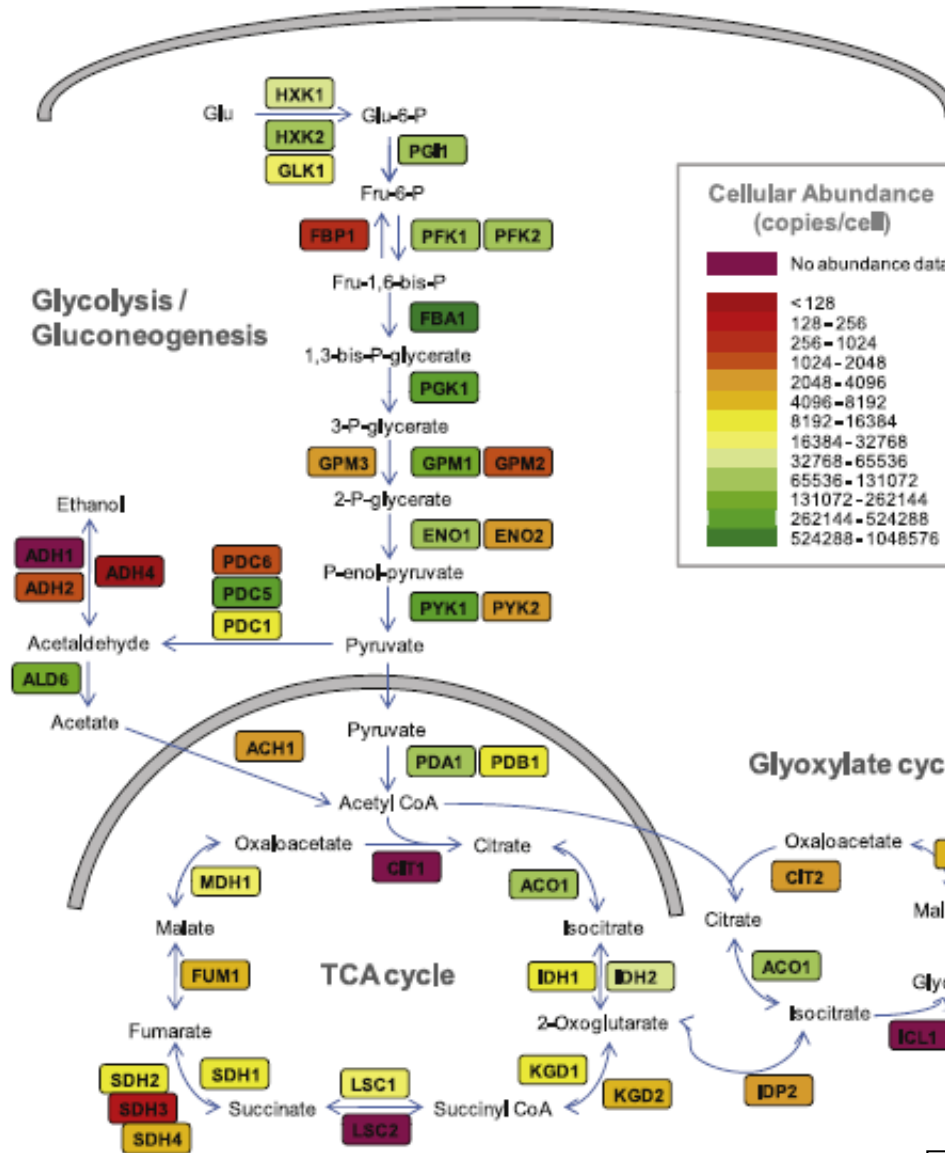 HXK1
Glu
Glu-6-P
HXK2
PGI1
GLK1
Fru-6-P
FBP1
PFK1
PFK2
Fru-1,6-bis-P
Glycolysis /
Gluconeogenesis
FBA1
1,3-bis-P-glycerate
PGK1
3-P-glycerate
GPM3
GPM1
GPM2
2-P-glycerate
ENO1
ENO2
P-enol-pyruvate
PYK1
PYK2
Pyruvate
Ethanol
ADH1
ADH4
ADH2
PDC6
PDC5
PDC1
Acetaldehyde
ALD6
Acetate
Cellular Abundance
(copies/cell)
No abundance data
<128
128-256
256-1024
1024-2048
2048-4096
4096-8192
8192-16384
16384-32768
32768-65536
65536-131072
131072-262144
262144-524288
524288-1048576
Pyruvate
ACH1
PDA1
PDB1
Acetyl CoA
Oxaloacetate
Citrate
CIT1
MDH1
ACO1
Malate
Isocitrate
FUM1
TCA cycle
IDH1
IDH2
Fumarate
2-Oxoglutarate
SDH2
SDH1
LSC1
KGD1
SDH3
Succinate
Succinyl CoA
KGD2
SDH4
LSC2
Glyoxylate cyc
Oxaloacetate
CIT2
Citrate
Mal
ACO1
Glyo
Isocitrate
ICL1
IDP2